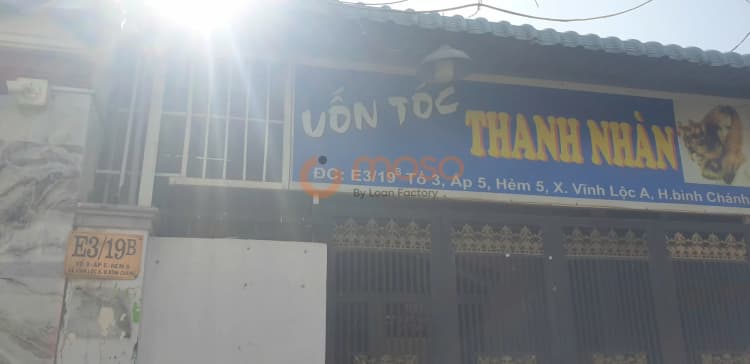 UỐN TÓC
THANH NHÀN
ĐC: E3/19B Tổ 3, Ấp 5, Hẻm 5, X. Vĩnh Lộc A, H.bình Chánh
moso
By Loan Factory
E3/19B